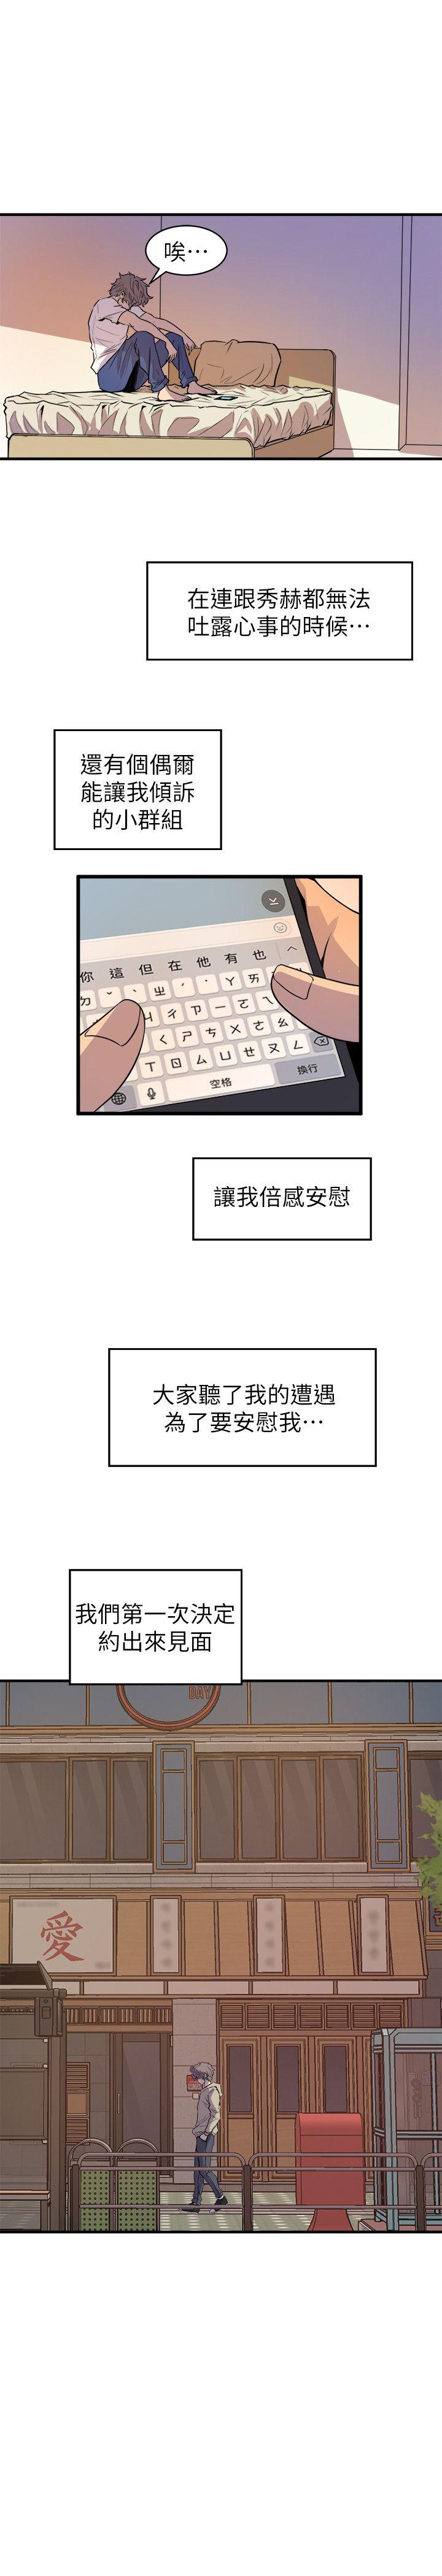 唉…
在連跟秀赫都無法
吐露心事的時候…
還有個偶爾
能讓我傾訴
的小群組
你 這 但 在 他 有 也
ㄅ ˇ ˋ ㄓ ˊ ˙ ㄚ ㄞ
ㄐ ㄔ ㄗ ㄧ ㄛ ㄟ
ㄑ ㄕ ㄘ ㄨ ㄜ ㄠ
ㄒ ㄖ ㄙ ㄩ ㄝ ㄡ ㄥ
空格 換行
讓我倍感安慰
大家聽了我的遭遇
為了要安慰我…
我們第一次決定
約出來見面
DAY
愛